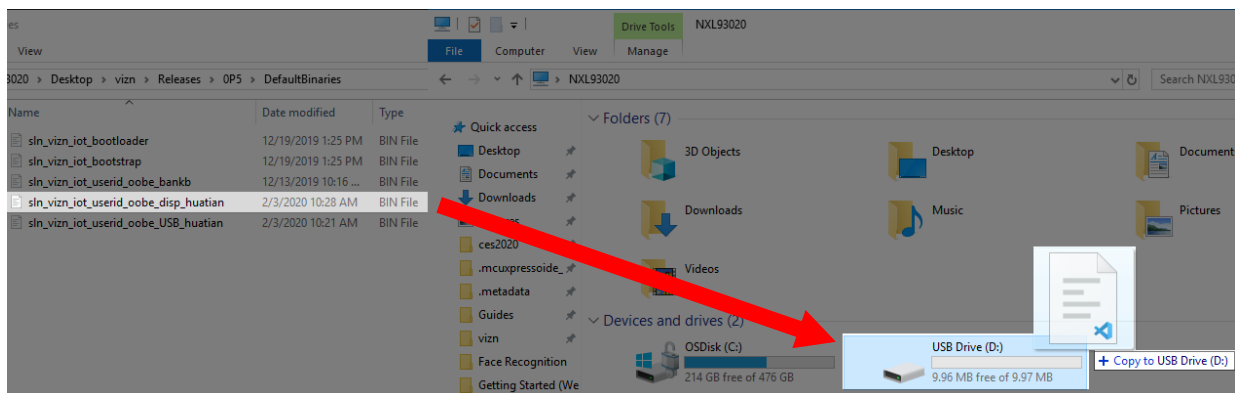 es
View
3020 > Desktop > vizn > Releases > 0P5 > DefaultBinaries
Name Date modified Type
sln_vizn_iot_bootloader 12/19/2019 1:25 PM BIN File
sln_vizn_iot_bootstrap 12/19/2019 1:25 PM BIN File
sln_vizn_iot_userid_oobe_bankb 12/13/2019 10:16 ... BIN File
sln_vizn_iot_userid_oobe_disp_huatian 2/3/2020 10:28 AM BIN File
sln_vizn_iot_userid_oobe_USB_huatian 2/3/2020 10:21 AM BIN File
Drive Tools NXL93020
File Computer View Manage
> NXL93020 Search NXL930
Quick access
Desktop
Documents
Downloads
ces2020
.mcuxpressoide_
.metadata
Guides
vizn
Face Recognition
Getting Started (We
Folders (7)
3D Objects Desktop Document
Downloads Music Pictures
Videos
Devices and drives (2)
OSDisk (C:)
214 GB free of 476 GB
USB Drive (D:)
9.96 MB free of 9.97 MB
+ Copy to USB Drive (D:)